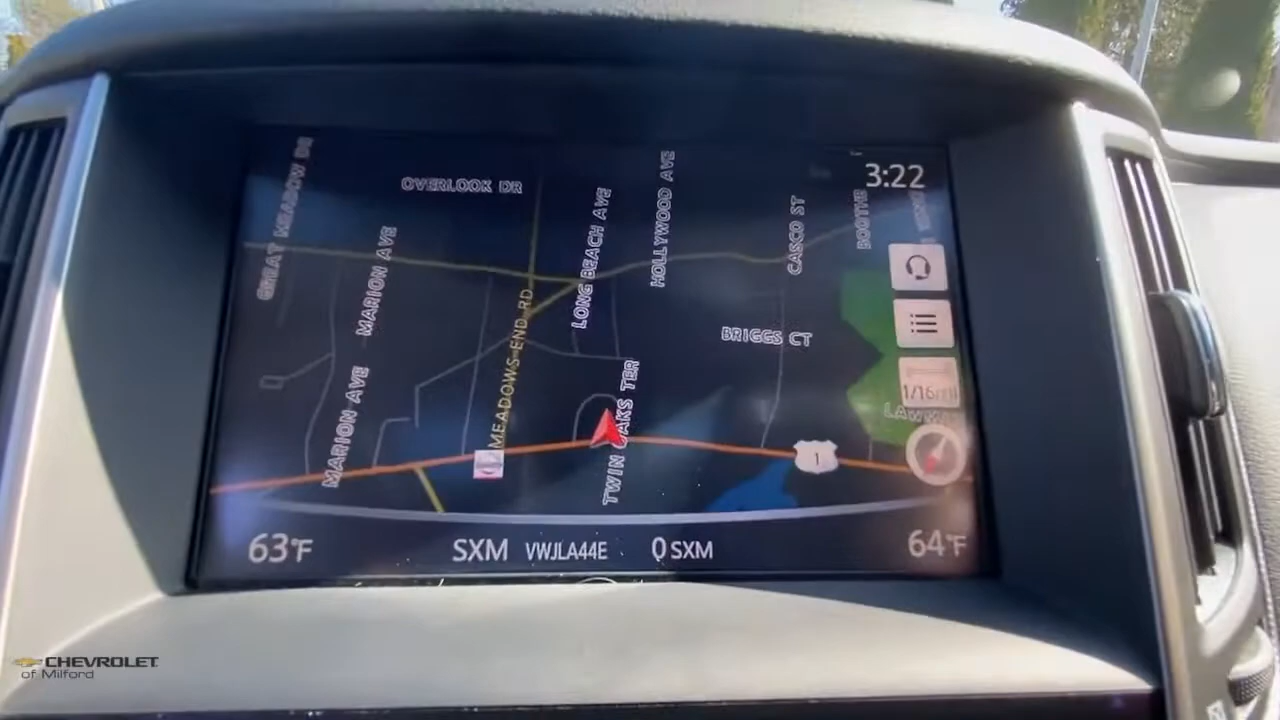 3:22
GREAT MEADOW DR
OVERLOOK DR
MARION AVE
LONG BEACH AVE
HOLLYWOOD AVE
CASCO ST
BOOTHE
MEADOWS END RD
BRIGGS CT
1/16mi
MARION AVE
TWIN OAKS TER
1
63°F
SXM VWJLA44E 0 SXM
64°F
CHEVROLET
of Milford